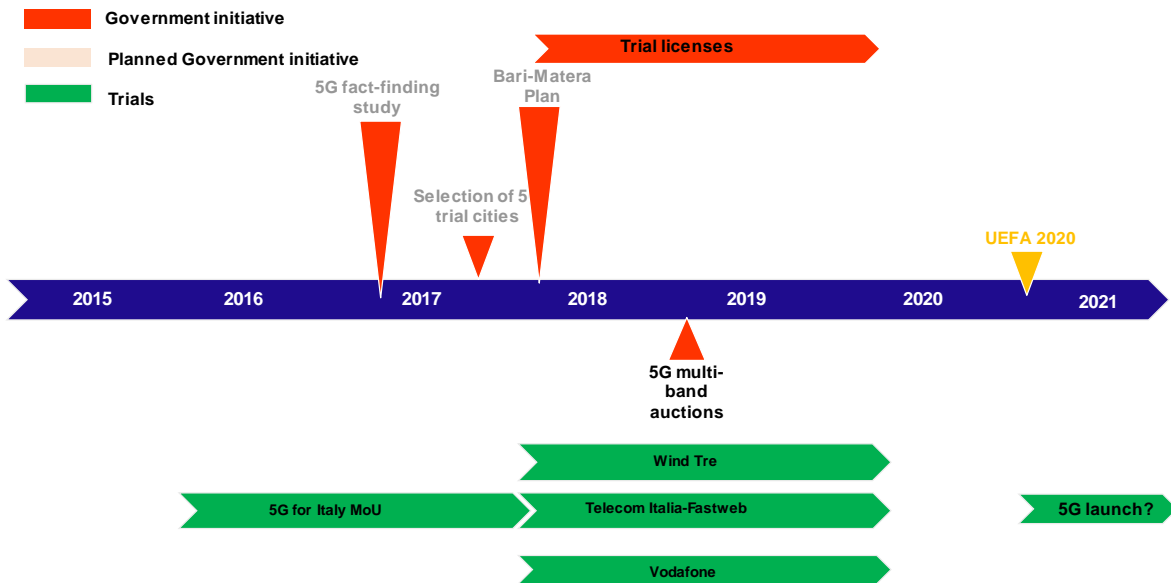 Government initiative
Planned Government initiative
Trials
Trial licenses
5G fact-finding
study
Bari-Matera
Plan
Selection of 5
trial cities
UEFA 2020
2015
2016
2017
2018
2019
2020
2021
5G multi-
band
auctions
Wind Tre
5G for Italy MoU
Telecom Italia-Fastweb
5G launch?
Vodafone